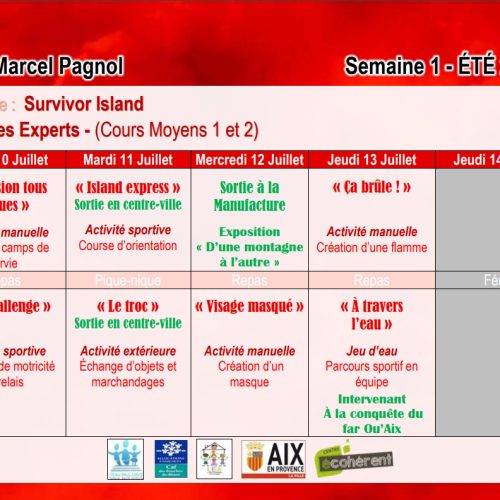 Marcel Pagnol
Semaine 1 - ÉTÉ
e : Survivor Island
es Experts - (Cours Moyens 1 et 2)
0 Juillet Mardi 11 Juillet Mercredi 12 Juillet Jeudi 13 Juillet Jeudi 14
sion tous
ues »
manuelle
camps de
rvie
« Island express »
Sortie en centre-ville
Activité sportive
Course d'orientation
Sortie à la
Manufacture
Exposition
« D'une montagne
à l'autre »
« Ça brûle ! »
Activité manuelle
Création d'une flamme
pas Pique-nique Repas Repas Fé
allenge »
sportive
de motricité
relais
« Le troc »
Sortie en centre-ville
Activité extérieure
Échange d'objets et
marchandages
« Visage masqué »
Activité manuelle
Création d'un
masque
« À travers
l'eau »
Jeu d'eau
Parcours sportif en
équipe
Intervenant
À la conquête du
far Ou'Aix
Caf
AIX
EN PROVENCE
LA VILLE
CENTRE
écohérent